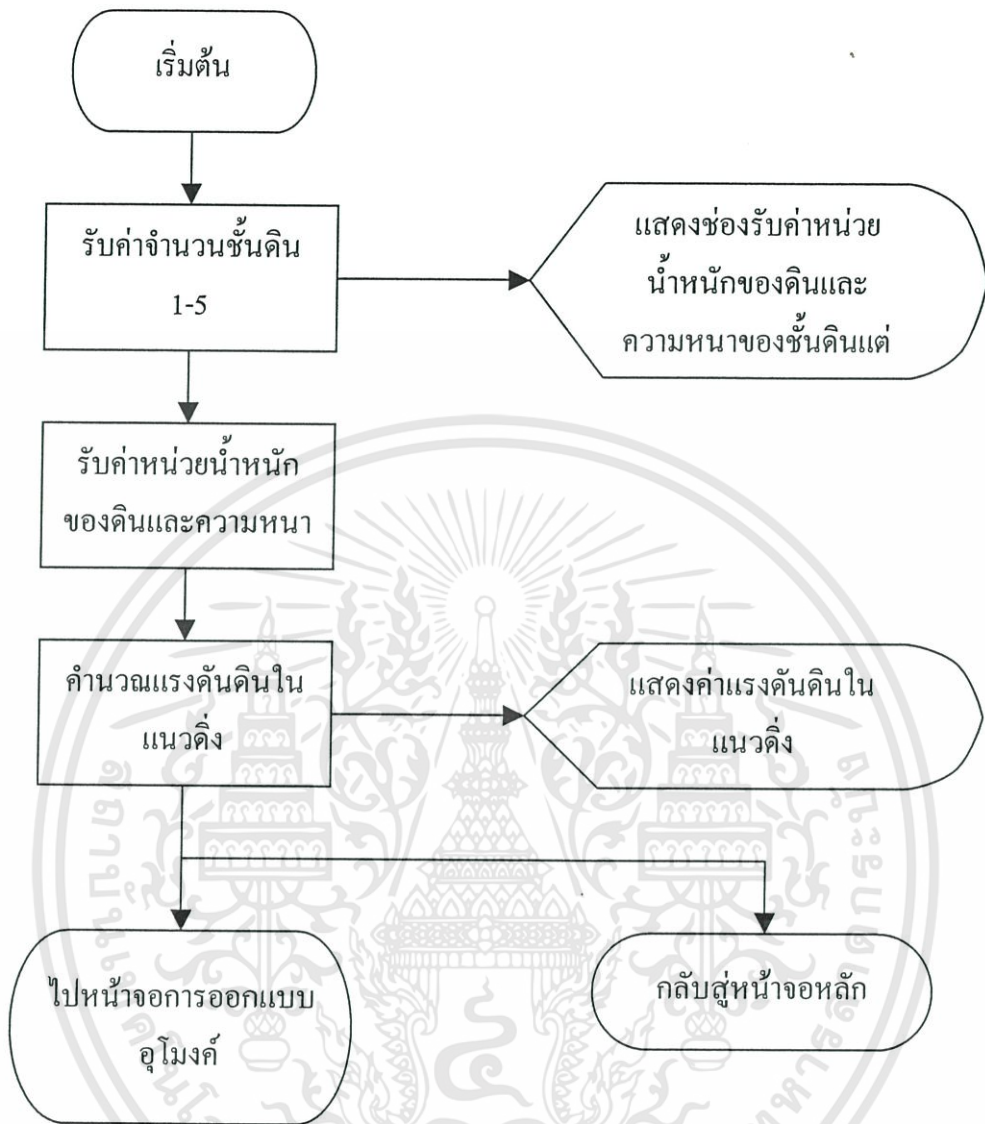 เริ่มต้น
รับค่าจำนวนชั้นดิน
1-5
แสดงช่องรับค่าหน่วย
น้ำหนักของดินและ
ความหนาของชั้นดินแต่
รับค่าหน่วยน้ำหนัก
ของดินและความหนา
คำนวณแรงดันดินใน
แนวดิ่ง
แสดงค่าแรงดันดินใน
แนวดิ่ง
ไปหน้าจอการออกแบบ
อุโมงค์
กลับสู่หน้าจอหลัก